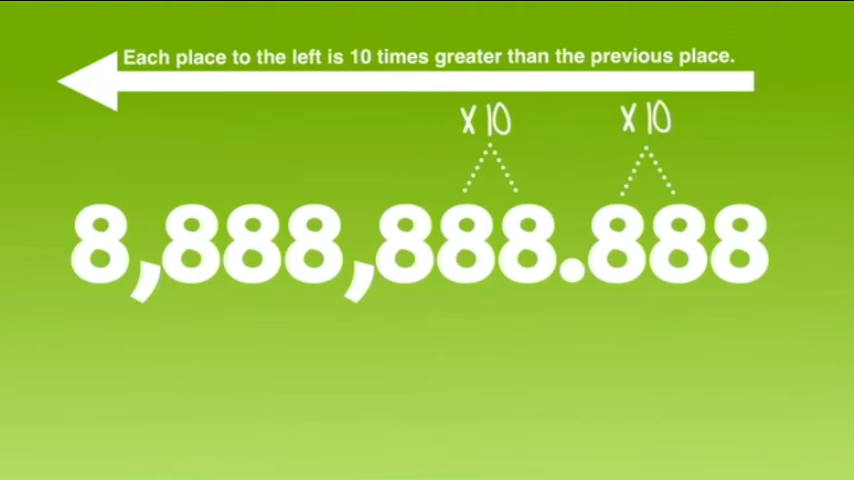 Each place to the left is 10 times greater than the previous place.
x 10 x 10
8,888,888.888